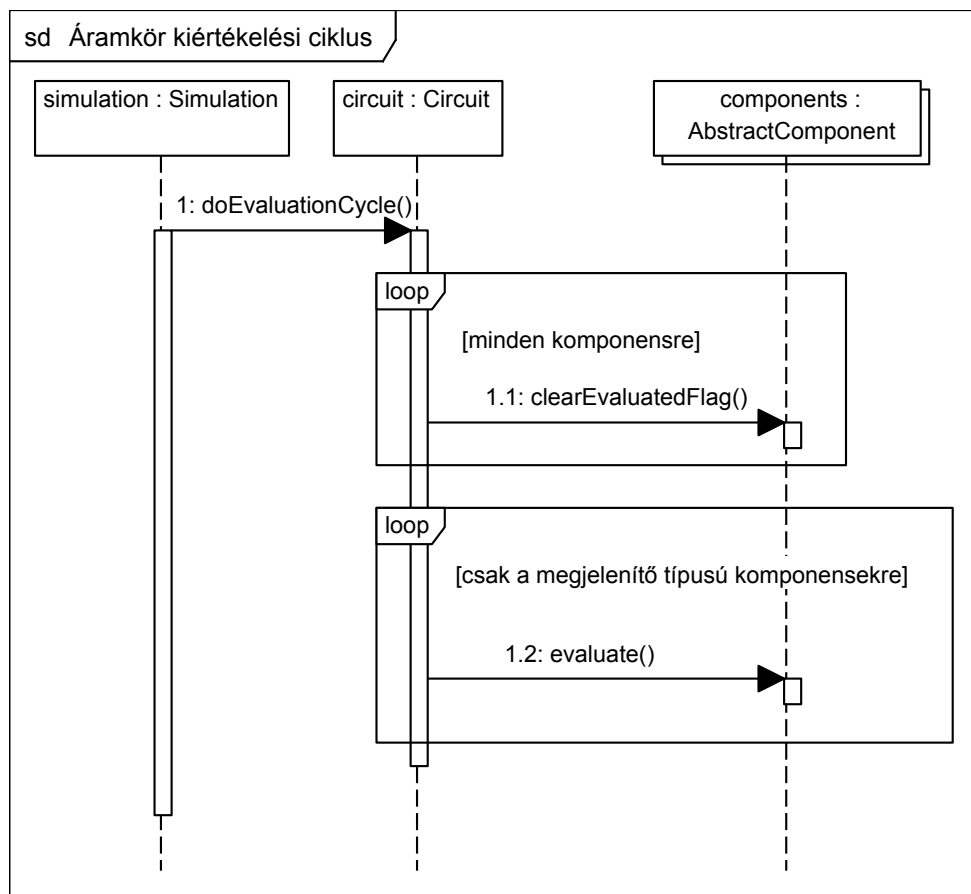 sd Áramkör kiértékelési ciklus
simulation : Simulation
circuit : Circuit
components :
AbstractComponent
1: doEvaluationCycle()
loop
[minden komponensre]
1.1: clearEvaluatedFlag()
loop
[csak a megjelenítő típusú komponensekre]
1.2: evaluate()